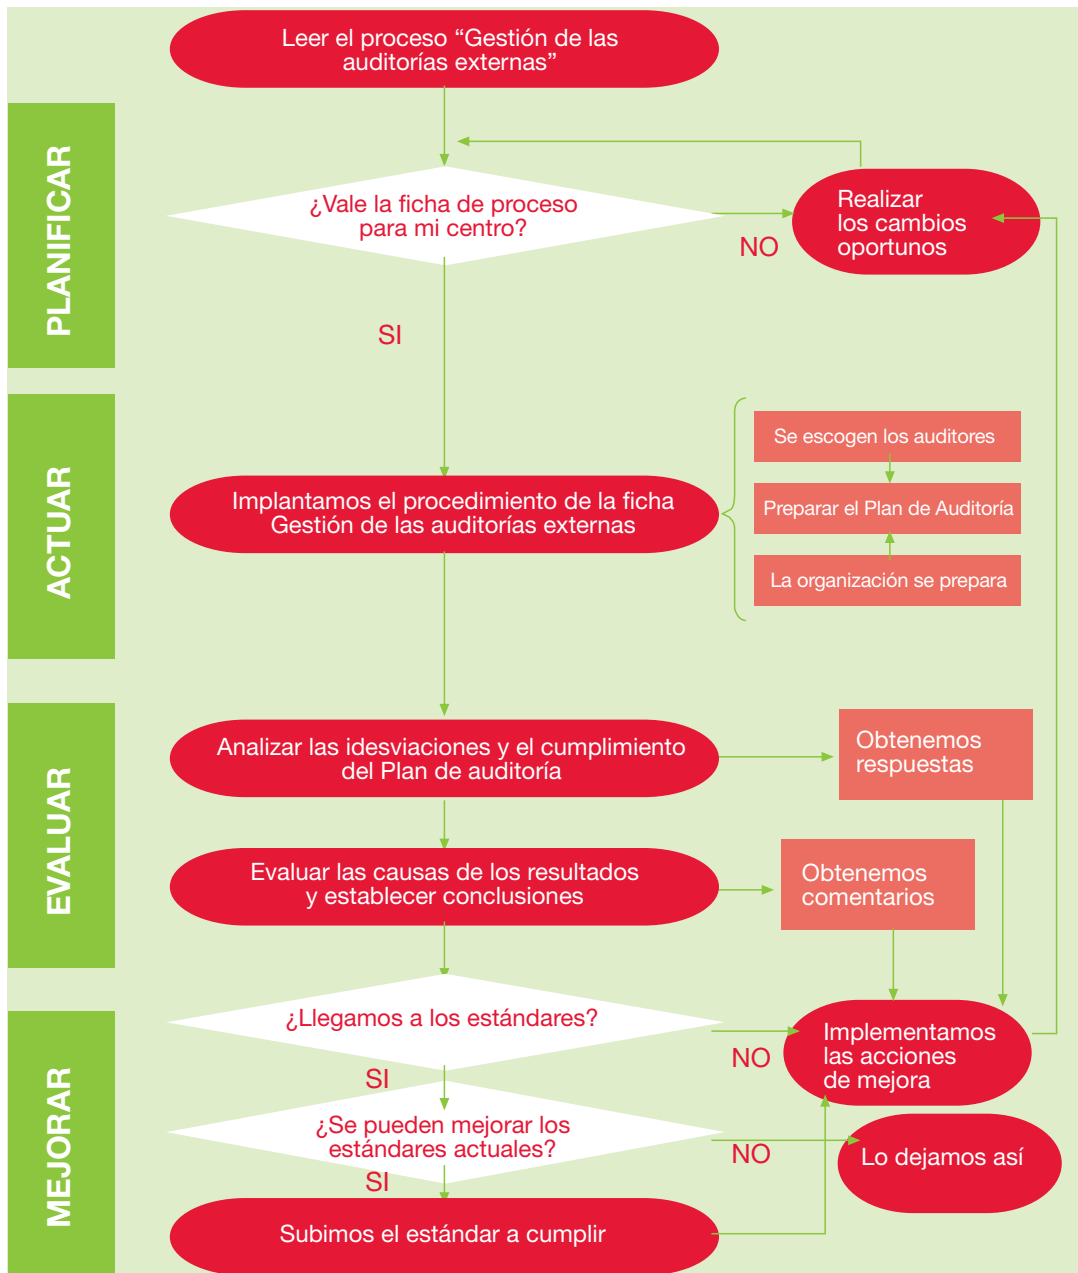 Leer el proceso “Gestión de las
auditorías externas”
PLANIFICAR
¿Vale la ficha de proceso
para mi centro?
NO
Realizar
los cambios
oportunos
SI
ACTUAR
Implantamos el procedimiento de la ficha
Gestión de las auditorías externas
Se escogen los auditores
Preparar el Plan de Auditoría
La organización se prepara
EVALUAR
Analizar las idesviaciones y el cumplimiento
del Plan de auditoría
Obtenemos
respuestas
Evaluar las causas de los resultados
y establecer conclusiones
Obtenemos
comentarios
MEJORAR
¿Llegamos a los estándares?
NO
Implementamos
las acciones
de mejora
SI
¿Se pueden mejorar los
estándares actuales?
NO
Lo dejamos así
SI
Subimos el estándar a cumplir